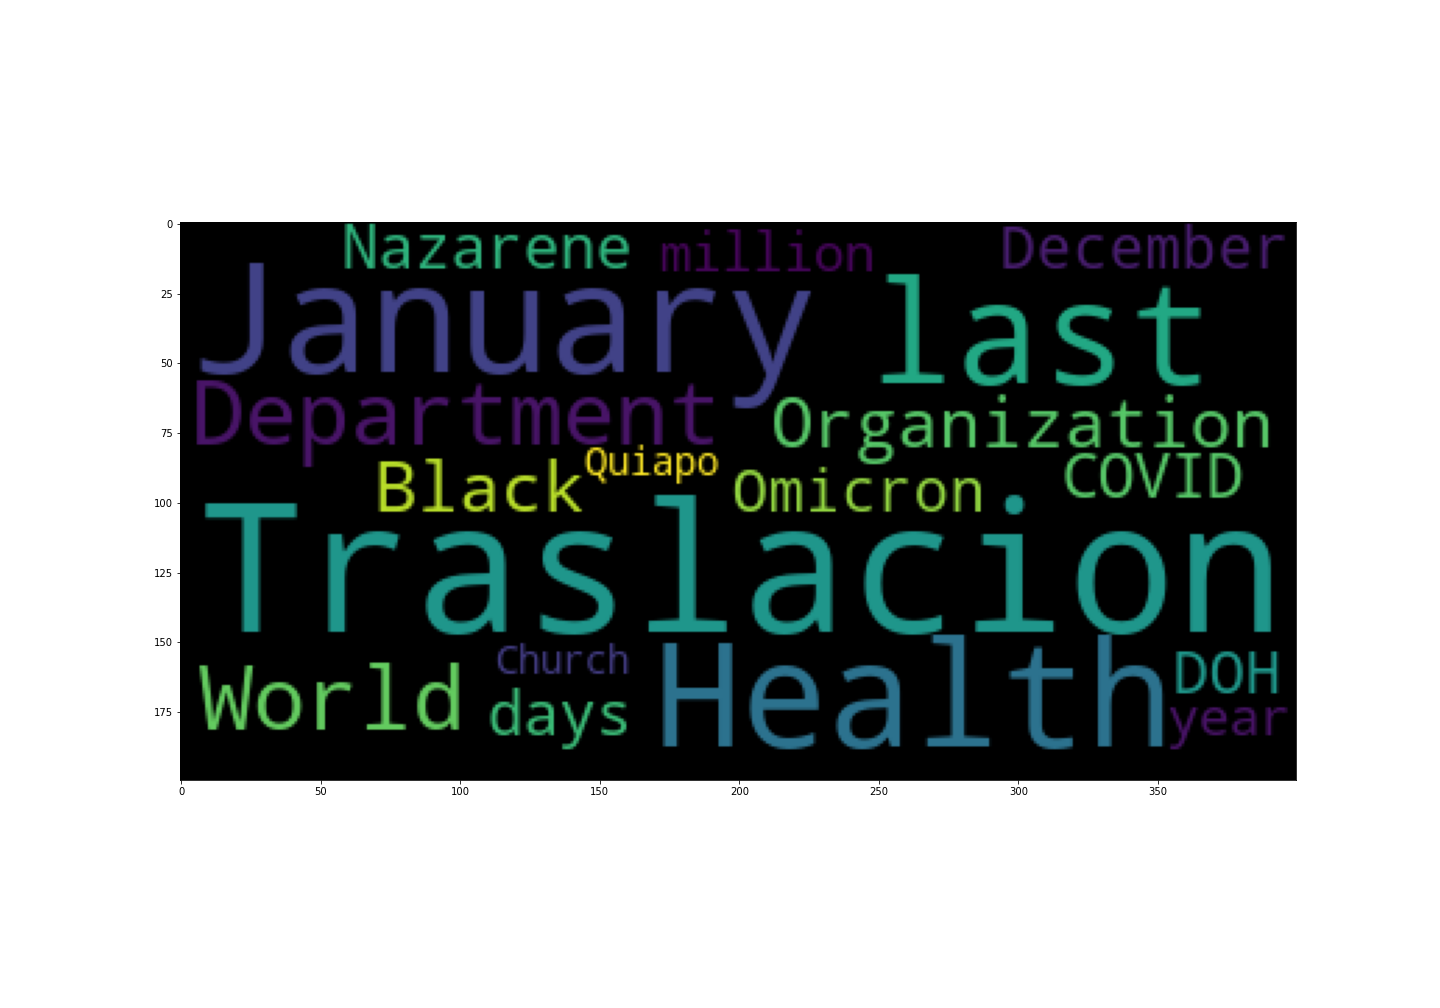 0
25
50
75
100
125
150
175
Nazarene million December
January last
Department Organization
Black Quiapo Omicron COVID
Traslacion
World Church Health DOH
days year
0 50 100 150 200 250 300 350